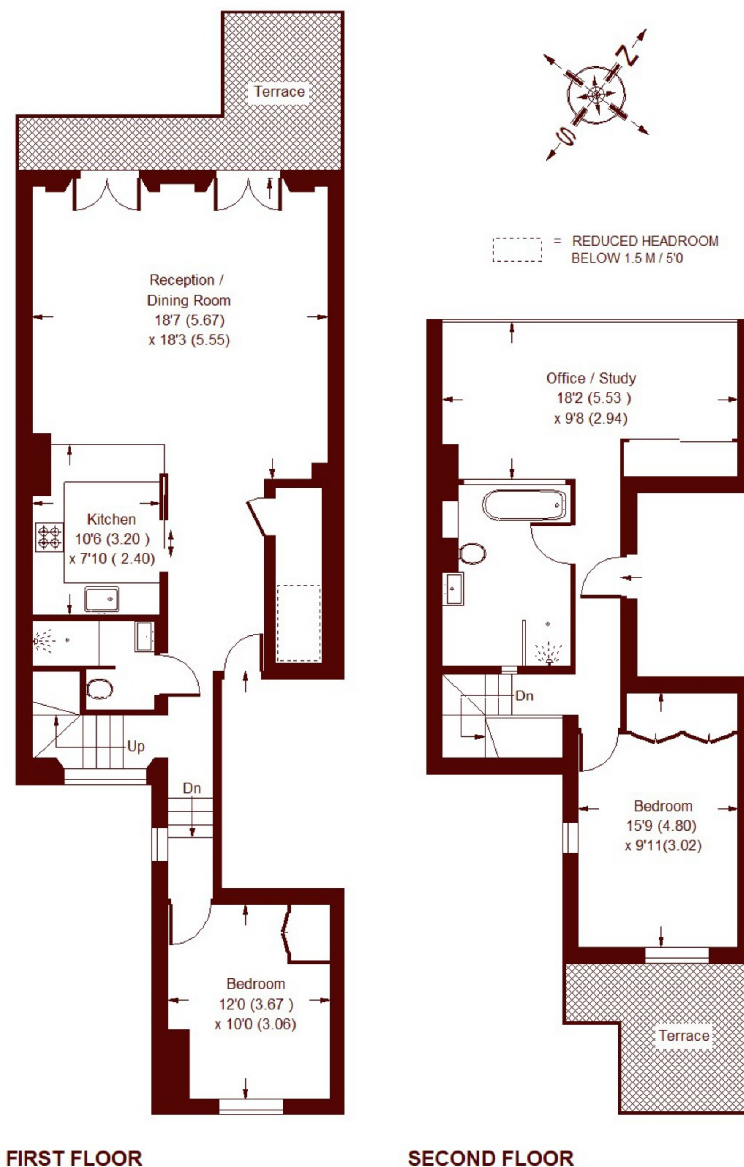 Terrace
N
S
= REDUCED HEADROOM
BELOW 1.5 M / 5'0
Reception /
Dining Room
18'7 (5.67)
x 18'3 (5.55)
Kitchen
10'6 (3.20 )
x 7'10 ( 2.40)
Up
Dn
Bedroom
12'0 (3.67 )
x 10'0 (3.06)
Office / Study
18'2 (5.53 )
x 9'8 (2.94)
Dn
Bedroom
15'9 (4.80)
x 9'11(3.02)
Terrace
FIRST FLOOR
SECOND FLOOR